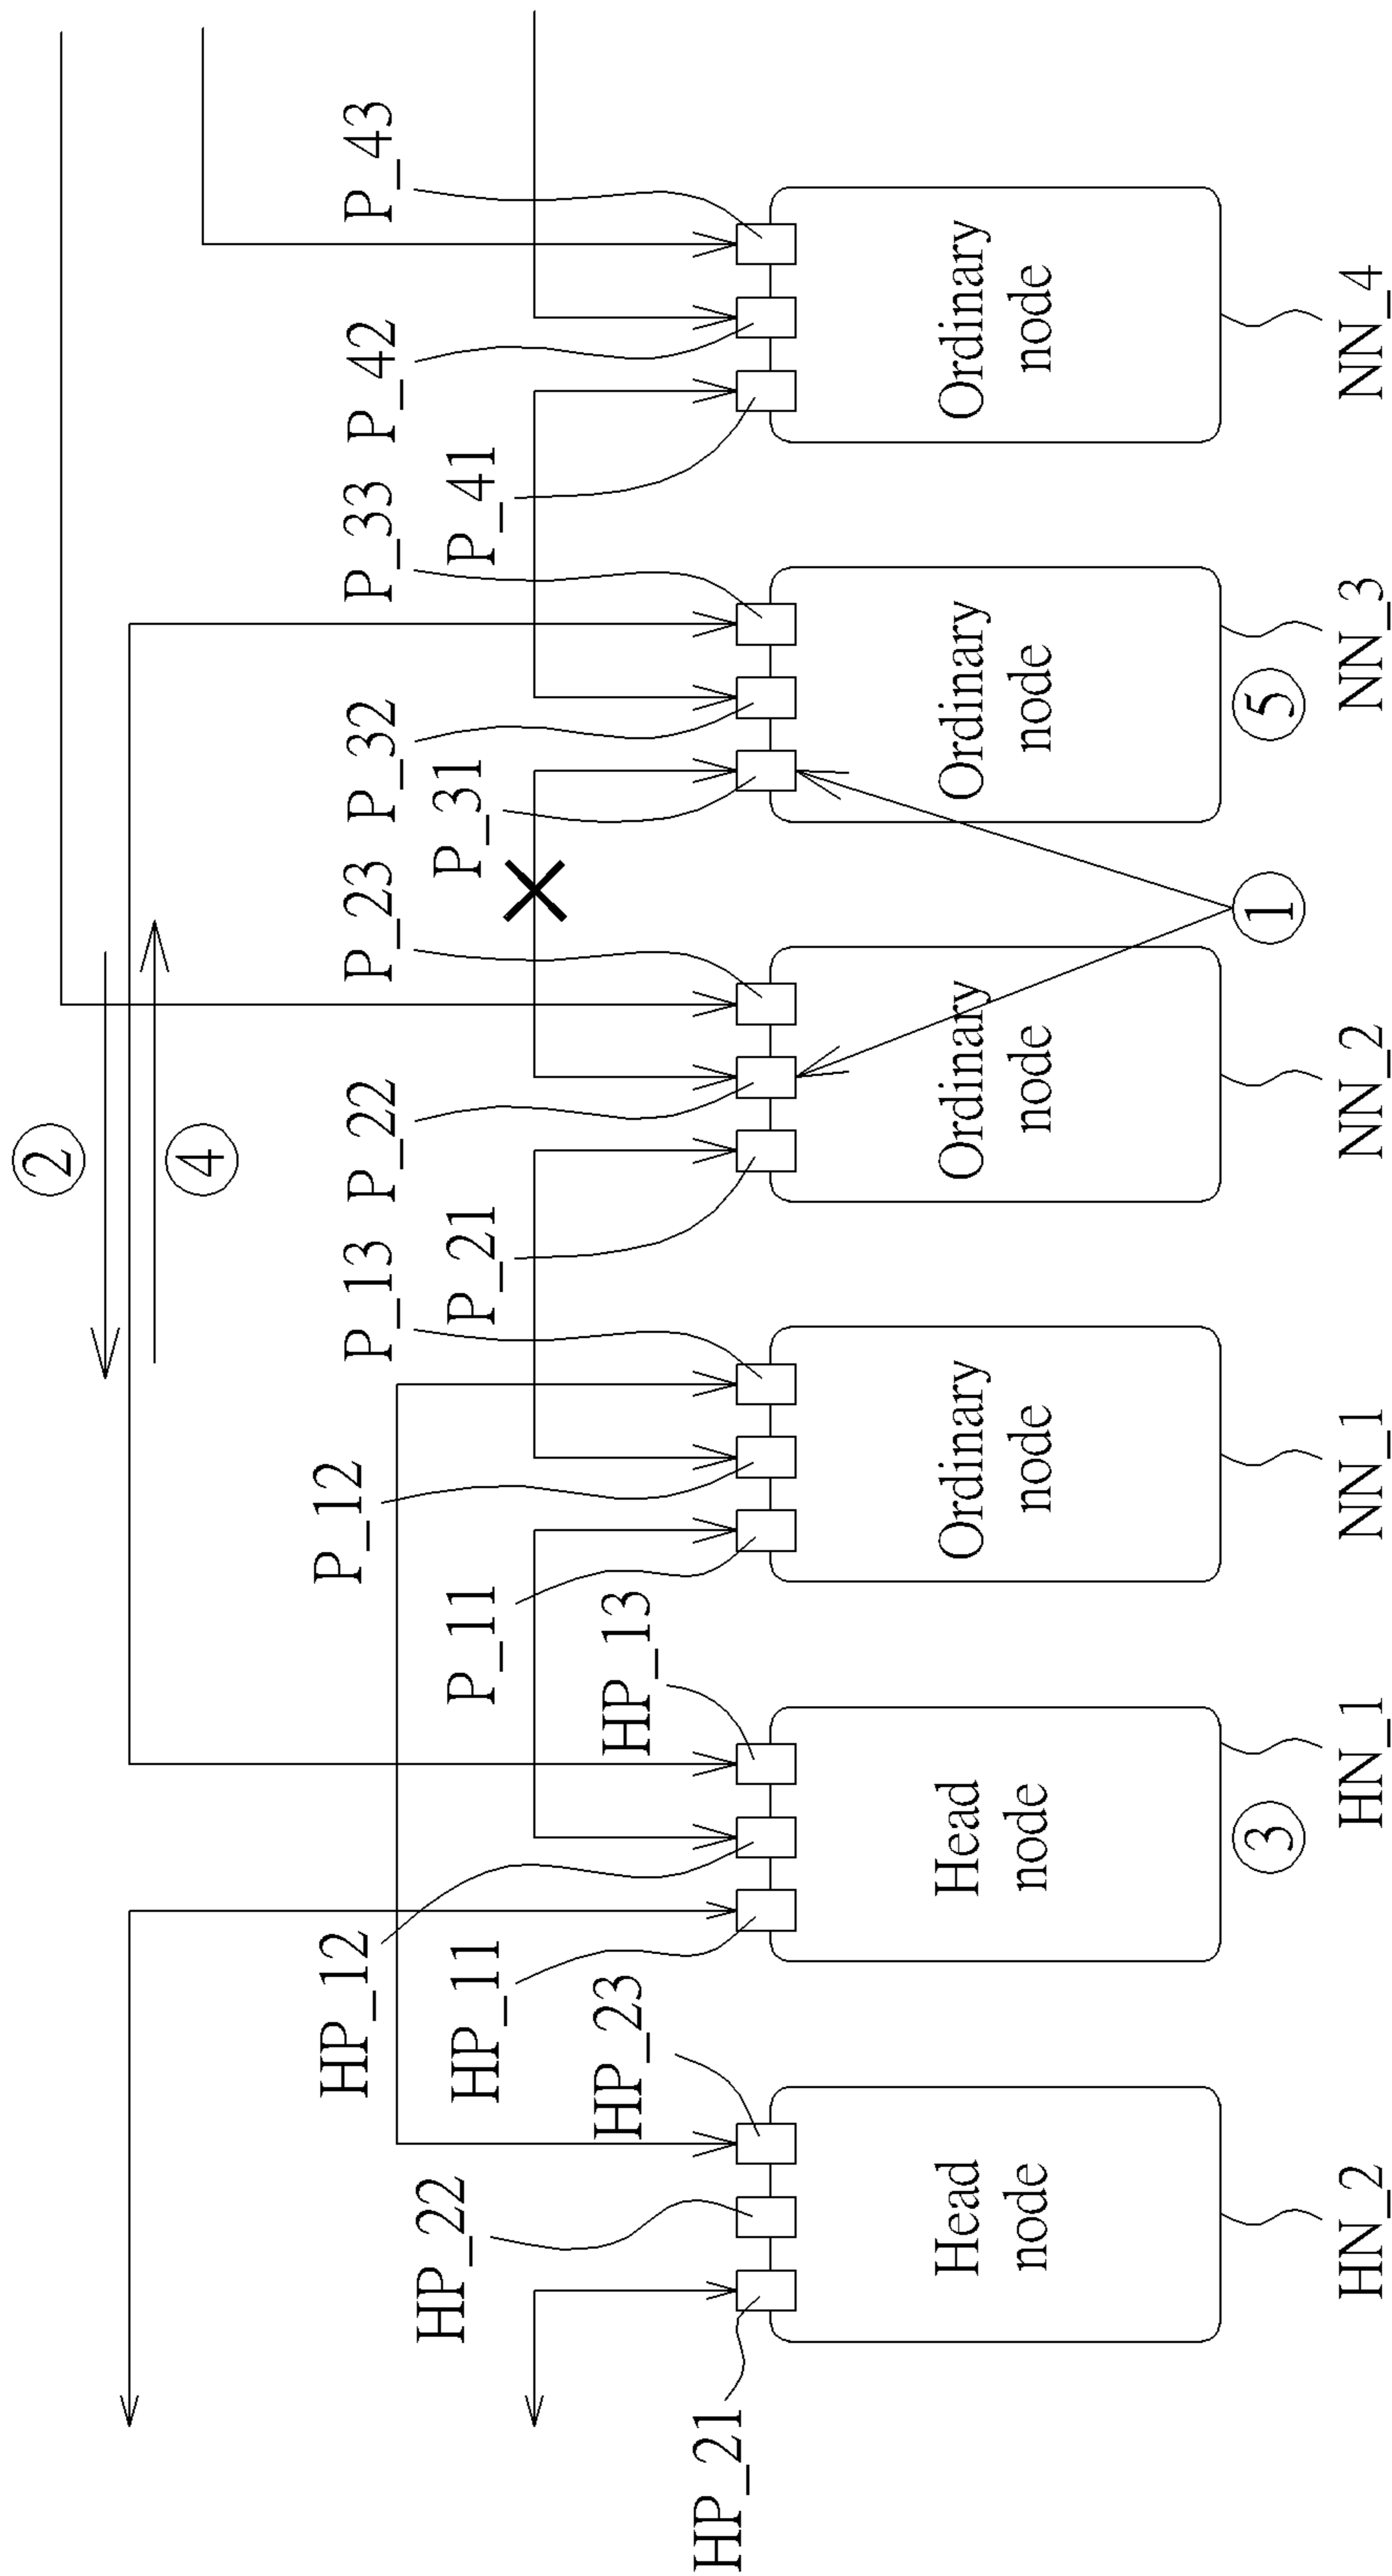 ②
④
HP_12
P_12
P_13
P_22
P_23
P_32
P_33
P_42
P_43
HP_22
HP_11
P_11
P_21
P_31
P_41
HP_21
HP_23
HP_13
Head
node
Head
node
Ordinary
node
Ordinary
node
Ordinary
node
Ordinary
node
③
①
⑤
HN_2
HN_1
NN_1
NN_2
NN_3
NN_4